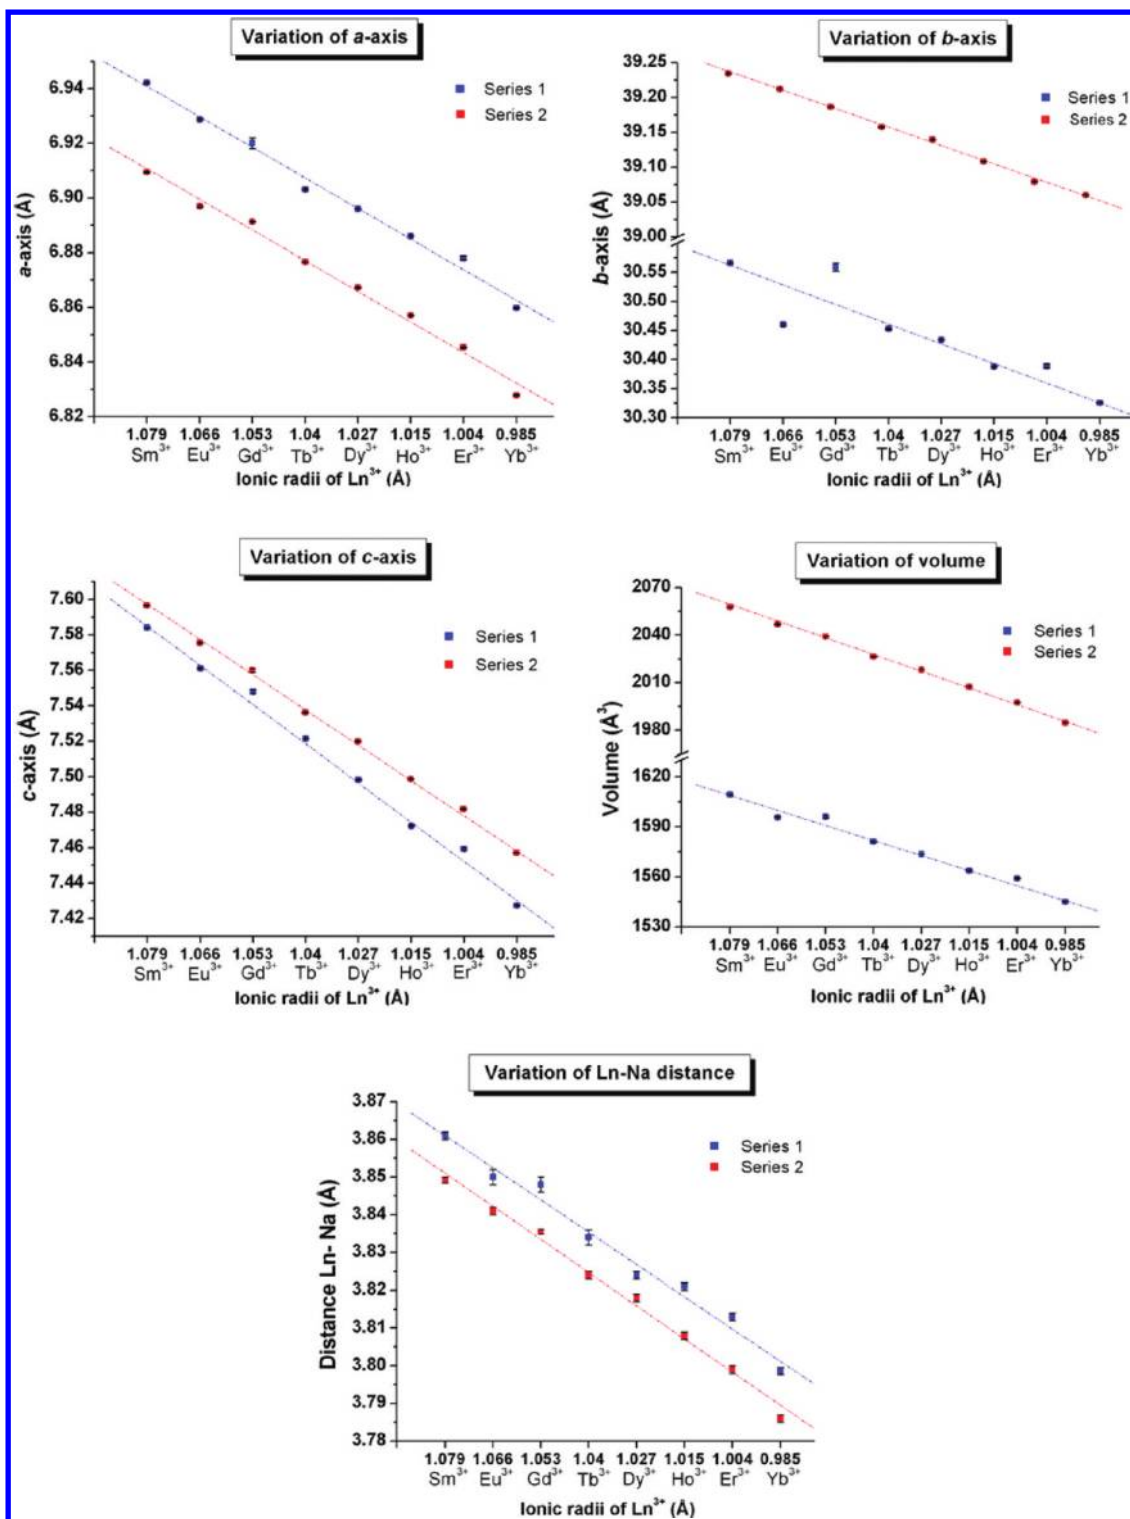 Variation of a-axis
6.94
6.92
6.90
6.88
6.86
6.84
6.82
a-axis (Å)
Series 1
Series 2
1.079 1.066 1.053 1.04 1.027 1.015 1.004 0.985
Sm3+ Eu3+ Gd3+ Tb3+ Dy3+ Ho3+ Er3+ Yb3+
Ionic radii of Ln3+ (Å)
Variation of b-axis
39.25
39.20
39.15
39.10
39.05
39.00
30.55
30.50
30.45
30.40
30.35
30.30
b-axis (Å)
Series 1
Series 2
1.079 1.066 1.053 1.04 1.027 1.015 1.004 0.985
Sm3+ Eu3+ Gd3+ Tb3+ Dy3+ Ho3+ Er3+ Yb3+
Ionic radii of Ln3+ (Å)
Variation of c-axis
7.60
7.58
7.56
7.54
7.52
7.50
7.48
7.46
7.44
7.42
c-axis (Å)
Series 1
Series 2
1.079 1.066 1.053 1.04 1.027 1.015 1.004 0.985
Sm3+ Eu3+ Gd3+ Tb3+ Dy3+ Ho3+ Er3+ Yb3+
Ionic radii of Ln3+ (Å)
Variation of volume
2070
2040
2010
1980
1620
1590
1560
1530
Volume (Å3)
Series 1
Series 2
1.079 1.066 1.053 1.04 1.027 1.015 1.004 0.985
Sm3+ Eu3+ Gd3+ Tb3+ Dy3+ Ho3+ Er3+ Yb3+
Ionic radii of Ln3+ (Å)
Variation of Ln-Na distance
3.87
3.86
3.85
3.84
3.83
3.82
3.81
3.80
3.79
3.78
Distance Ln- Na (Å)
Series 1
Series 2
1.079 1.066 1.053 1.04 1.027 1.015 1.004 0.985
Sm3+ Eu3+ Gd3+ Tb3+ Dy3+ Ho3+ Er3+ Yb3+
Ionic radii of Ln3+ (Å)